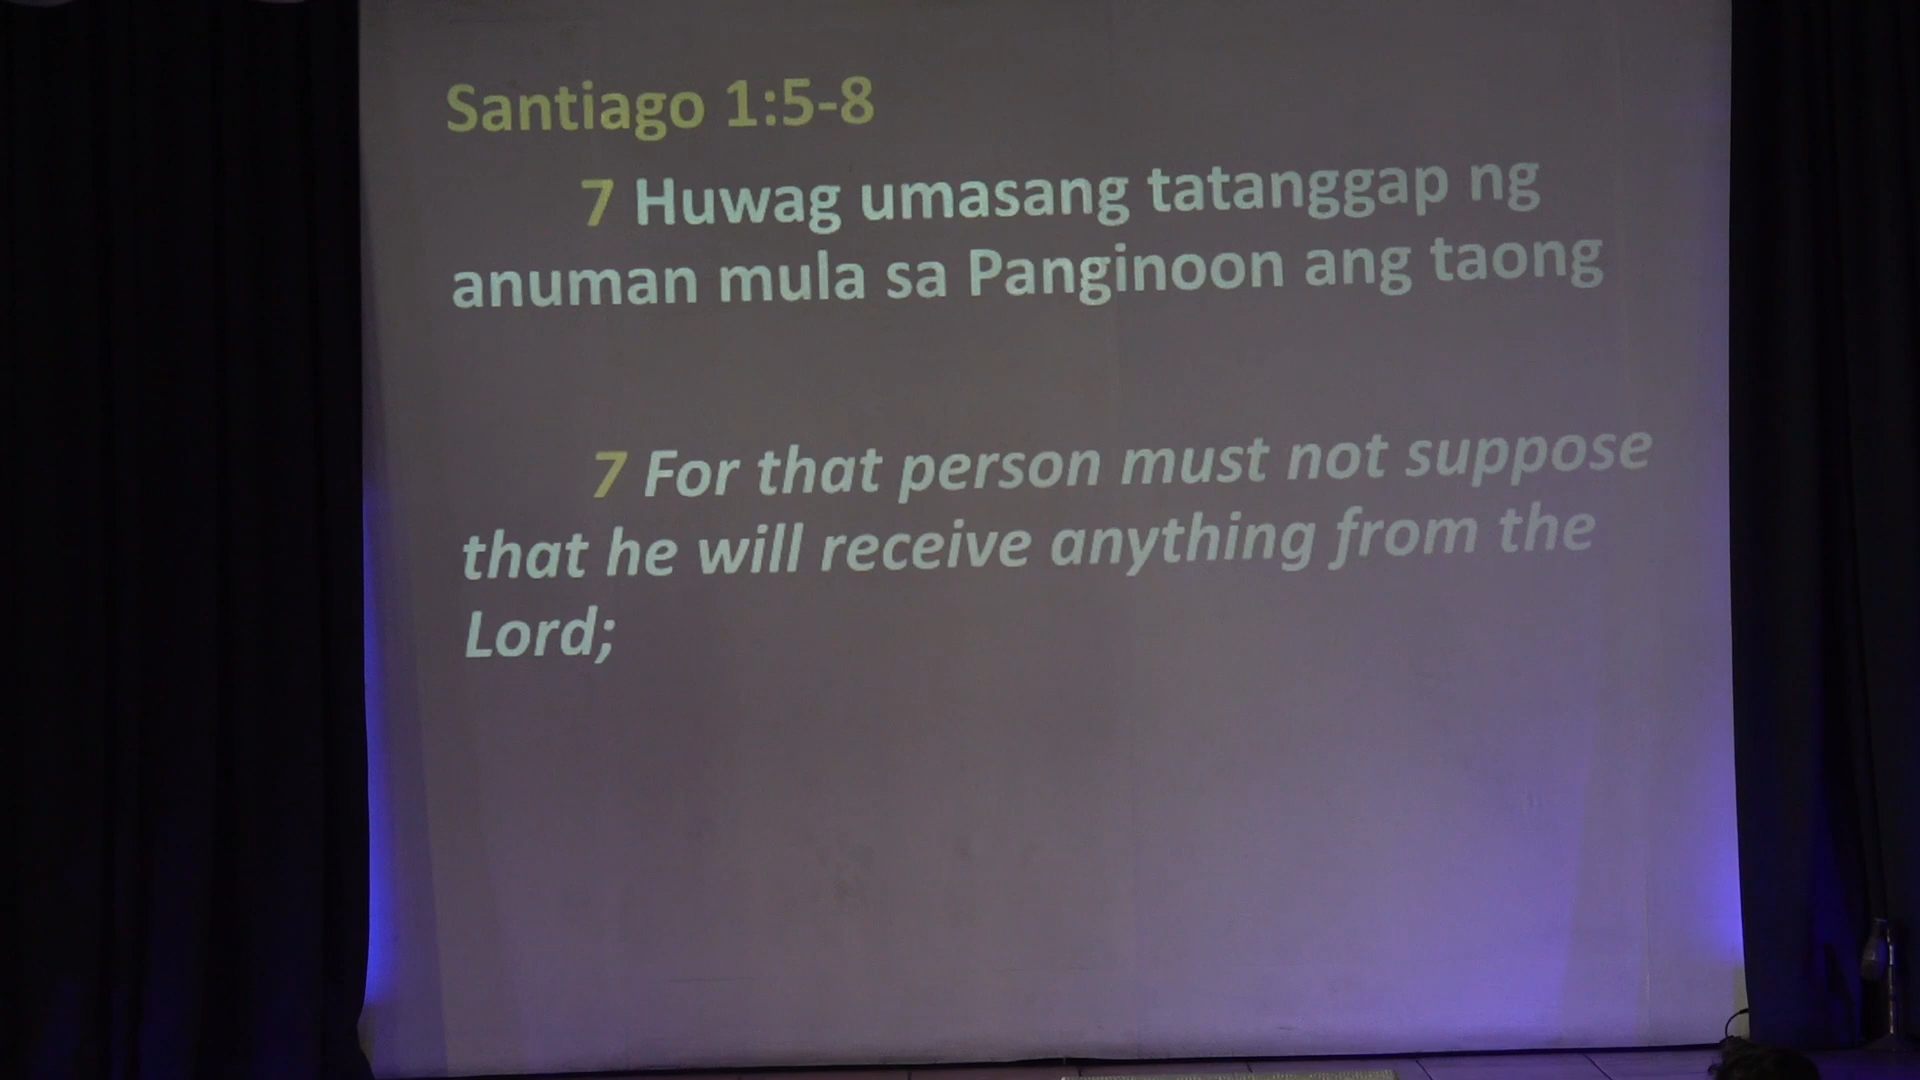 Santiago 1:5-8
7 Huwag umasang tatanggap ng
anuman mula sa Panginoon ang taong
7 For that person must not suppose
that he will receive anything from the
Lord;